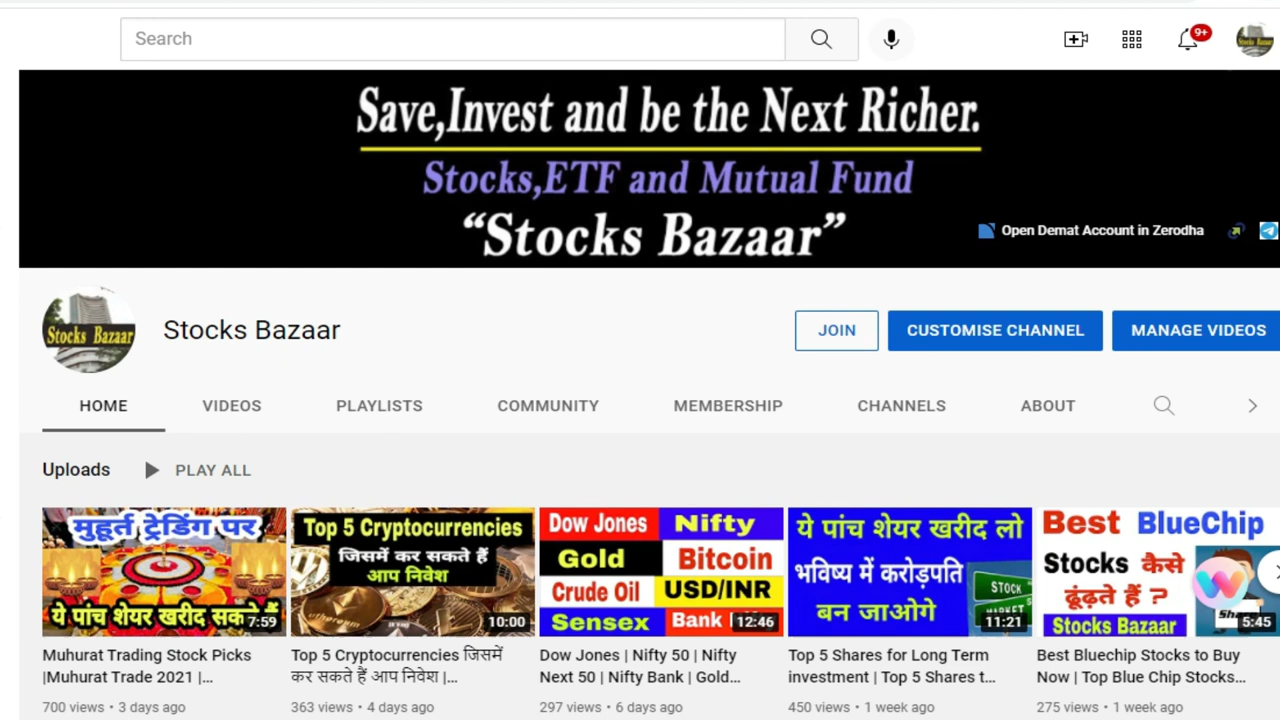 Search
9+
Save,Invest and be the Next Richer.
Stocks,ETF and Mutual Fund
“Stocks Bazaar”
Open Demat Account in Zerodha
Stocks Bazaar
Stocks Bazaar
JOIN
CUSTOMISE CHANNEL
MANAGE VIDEOS
HOME
VIDEOS
PLAYLISTS
COMMUNITY
MEMBERSHIP
CHANNELS
ABOUT
Uploads
PLAY ALL
मुहूर्त ट्रेडिंग पर
ये पांच शेयर खरीद सकते हैं
7:59
Top 5 Cryptocurrencies
जिसमें कर सकते हैं
आप निवेश
10:00
Dow Jones
Nifty
Gold
Bitcoin
Crude Oil
USD/INR
Sensex
Bank
12:46
ये पांच शेयर खरीद लो
भविष्य में करोड़पति
बन जाओगे
STOCK
MARKET
11:21
Best BlueChip
Stocks कैसे
ढूंढ़ते हैं ?
Stocks Bazaar
Share
5:45
Muhurat Trading Stock Picks
|Muhurat Trade 2021 |...
700 views • 3 days ago
Top 5 Cryptocurrencies जिसमें
कर सकते हैं आप निवेश |...
363 views • 4 days ago
Dow Jones | Nifty 50 | Nifty
Next 50 | Nifty Bank | Gold...
297 views • 6 days ago
Top 5 Shares for Long Term
investment | Top 5 Shares t...
450 views • 1 week ago
Best Bluechip Stocks to Buy
Now | Top Blue Chip Stocks...
275 views • 1 week ago